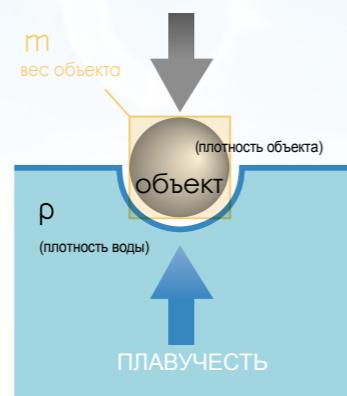 m
вес объекта
(плотность объекта)
объект
ρ
(плотность воды)
ПЛАВУЧЕСТЬ